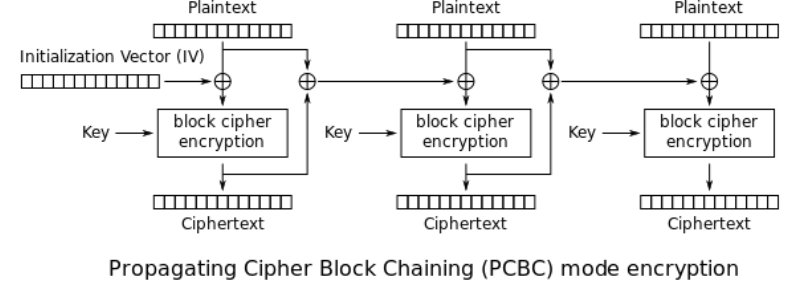 Plaintext
Plaintext
Plaintext
Initialization Vector (IV)
Key
block cipher
encryption
Key
block cipher
encryption
Key
block cipher
encryption
Ciphertext
Ciphertext
Ciphertext
Propagating Cipher Block Chaining (PCBC) mode encryption